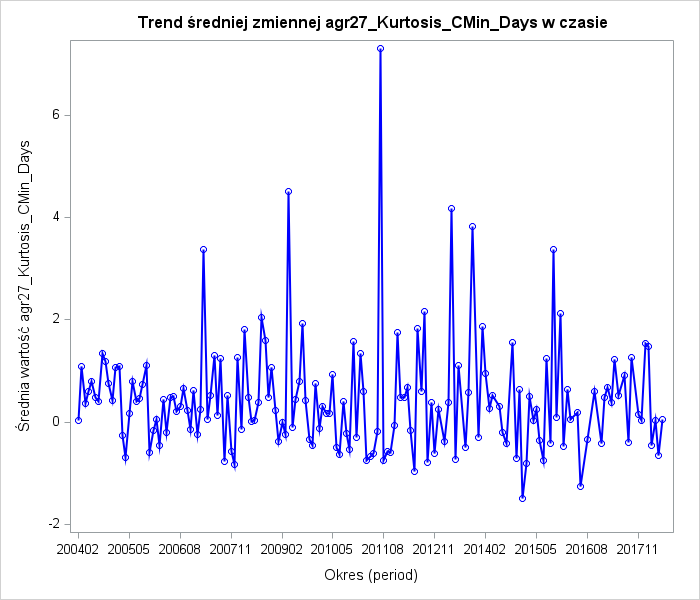 Trend średniej zmiennej agr27_Kurtosis_CMin_Days w czasie
Średnia wartość agr27_Kurtosis_CMin_Days
6
4
2
0
-2
200402 200505 200608 200711 200902 201005 201108 201211 201402 201505 201608 201711
Okres (period)